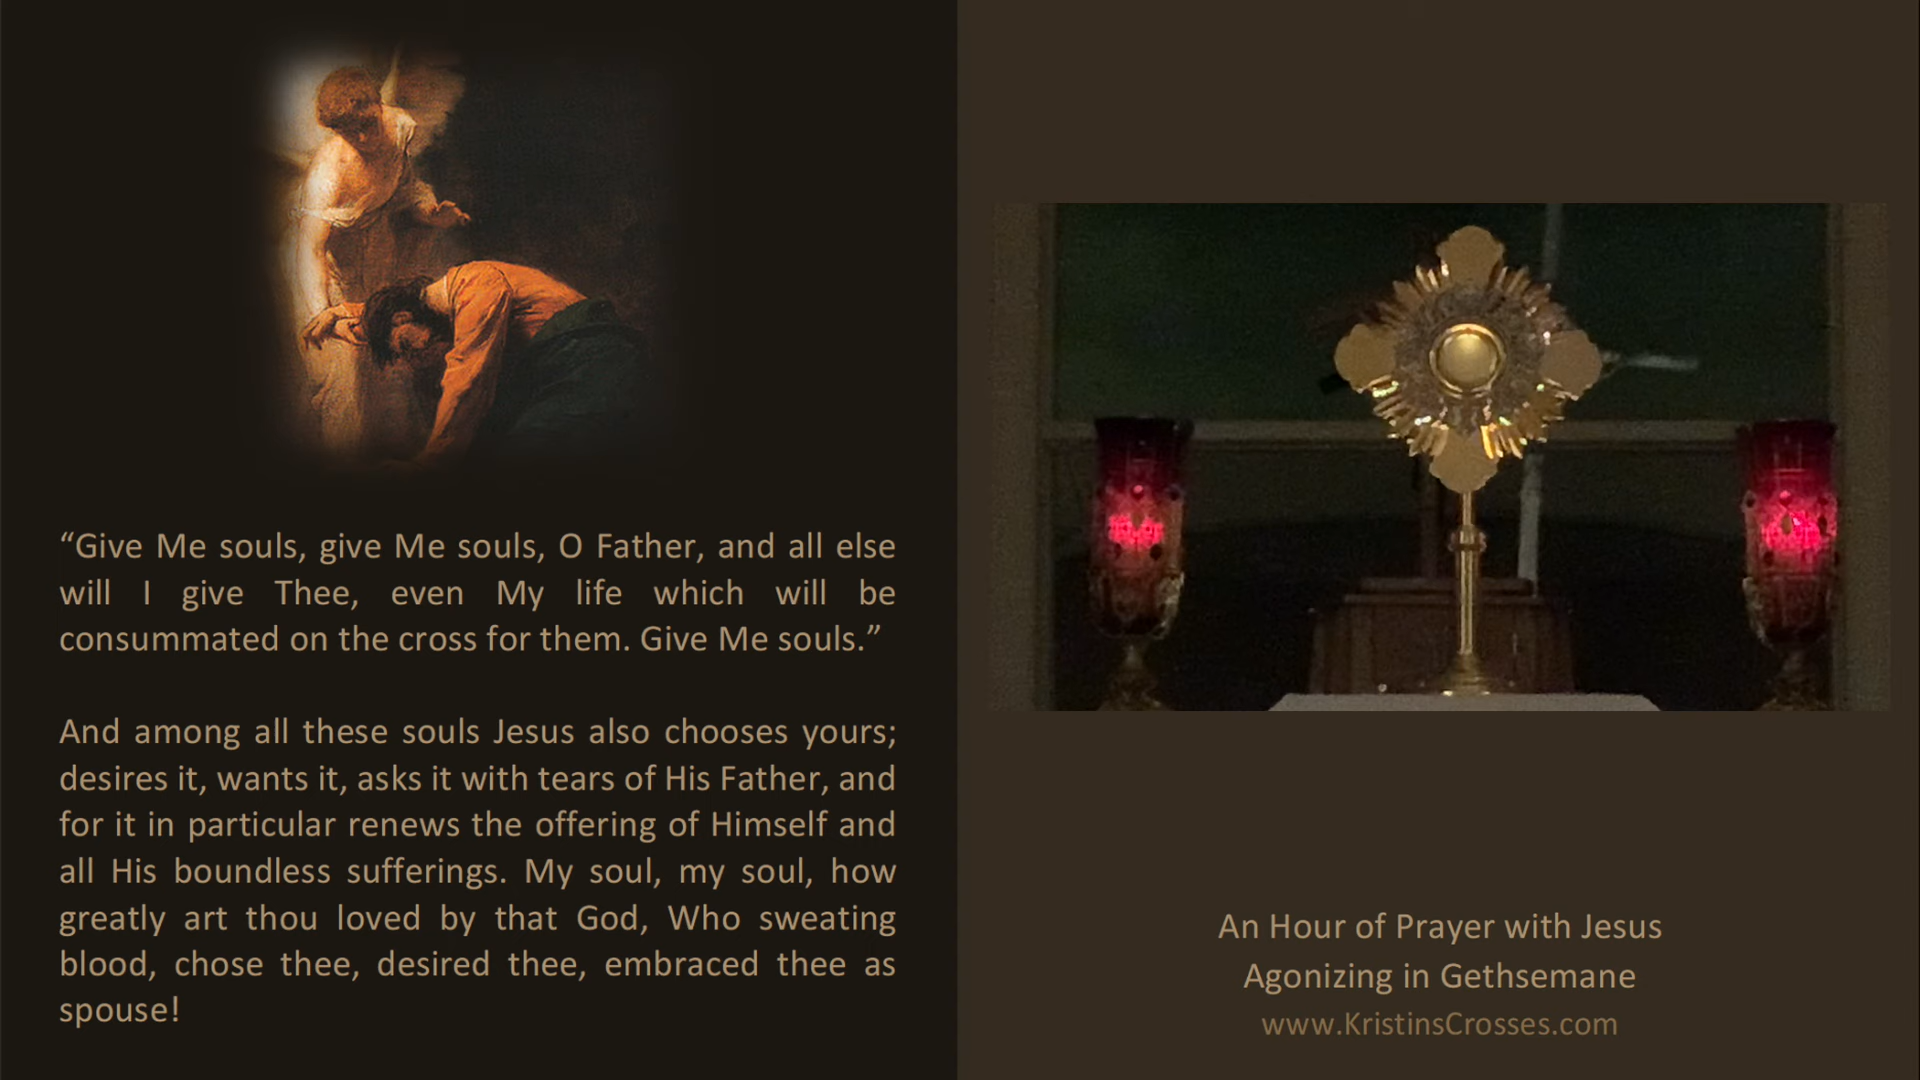 “Give Me souls, give Me souls, O Father, and all else
will I give Thee, even My life which will be
consummated on the cross for them. Give Me souls.”
And among all these souls Jesus also chooses yours;
desires it, wants it, asks it with tears of His Father, and
for it in particular renews the offering of Himself and
all His boundless sufferings. My soul, my soul, how
greatly art thou loved by that God, Who sweating
blood, chose thee, desired thee, embraced thee as
spouse!
An Hour of Prayer with Jesus
Agonizing in Gethsemane
www.KristinsCrosses.com